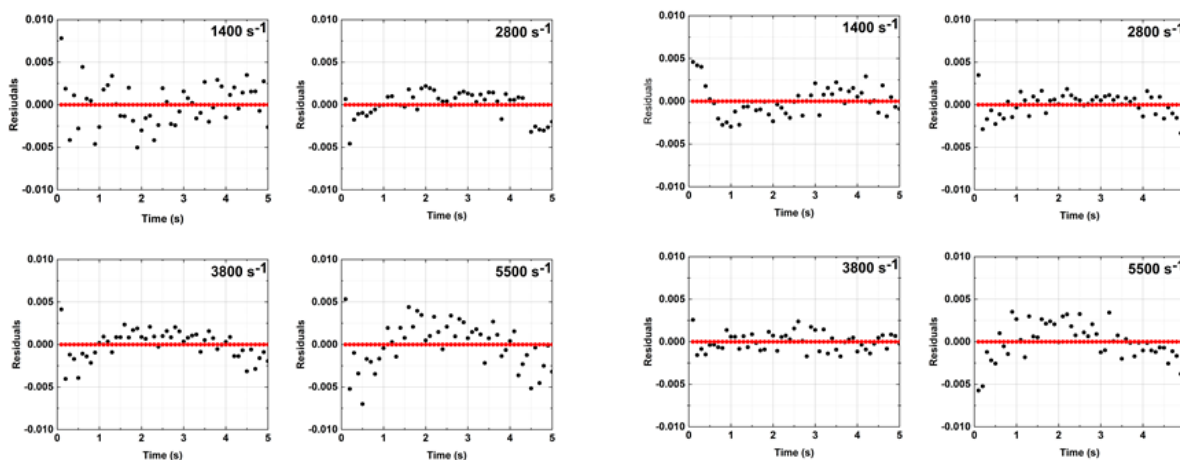 1400 s-1
0.010
0.005
0.000
-0.005
-0.010
Resiudals
0 1 2 3 4 5
Time (s)
2800 s-1
0.010
0.005
0.000
-0.005
-0.010
Residuals
0 1 2 3 4 5
Time (s)
1400 s-1
0.010
0.005
0.000
-0.005
-0.010
Residuals
0 1 2 3 4 5
Time (s)
2800 s-1
0.010
0.005
0.000
-0.005
-0.010
Residuals
0 1 2 3 4
Time (s)
3800 s-1
0.010
0.005
0.000
-0.005
-0.010
Residuals
0 1 2 3 4 5
Time (s)
5500 s-1
0.010
0.005
0.000
-0.005
-0.010
Residuals
0 1 2 3 4 5
Time (s)
3800 s-1
0.010
0.005
0.000
-0.005
-0.010
Residuals
0 1 2 3 4 5
Time (s)
5500 s-1
0.010
0.005
0.000
-0.005
-0.010
Residuals
0 1 2 3 4
Time (s)